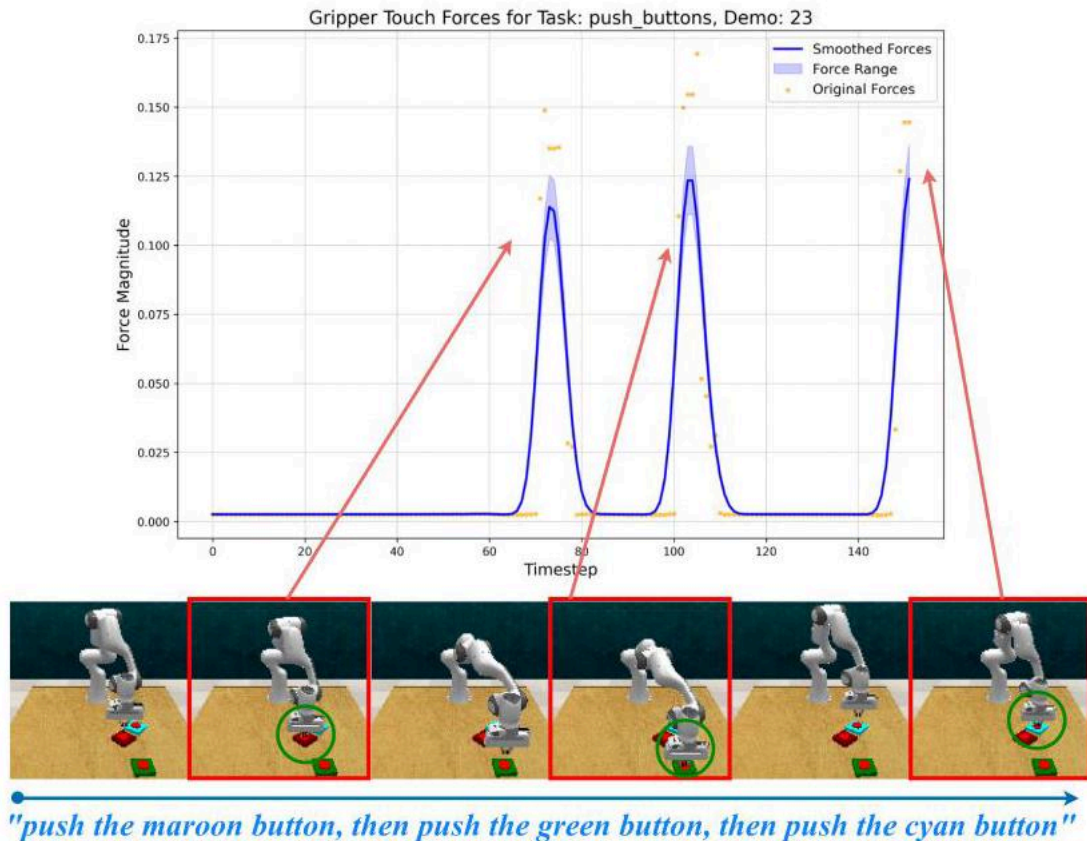 Gripper Touch Forces for Task: push_buttons, Demo: 23
Smoothed Forces
Force Range
Original Forces
0.175
0.150
0.125
0.100
0.075
0.050
0.025
0.000
Force Magnitude
0 20 40 60 80 100 120 140
Timestep
"push the maroon button, then push the green button, then push the cyan button"